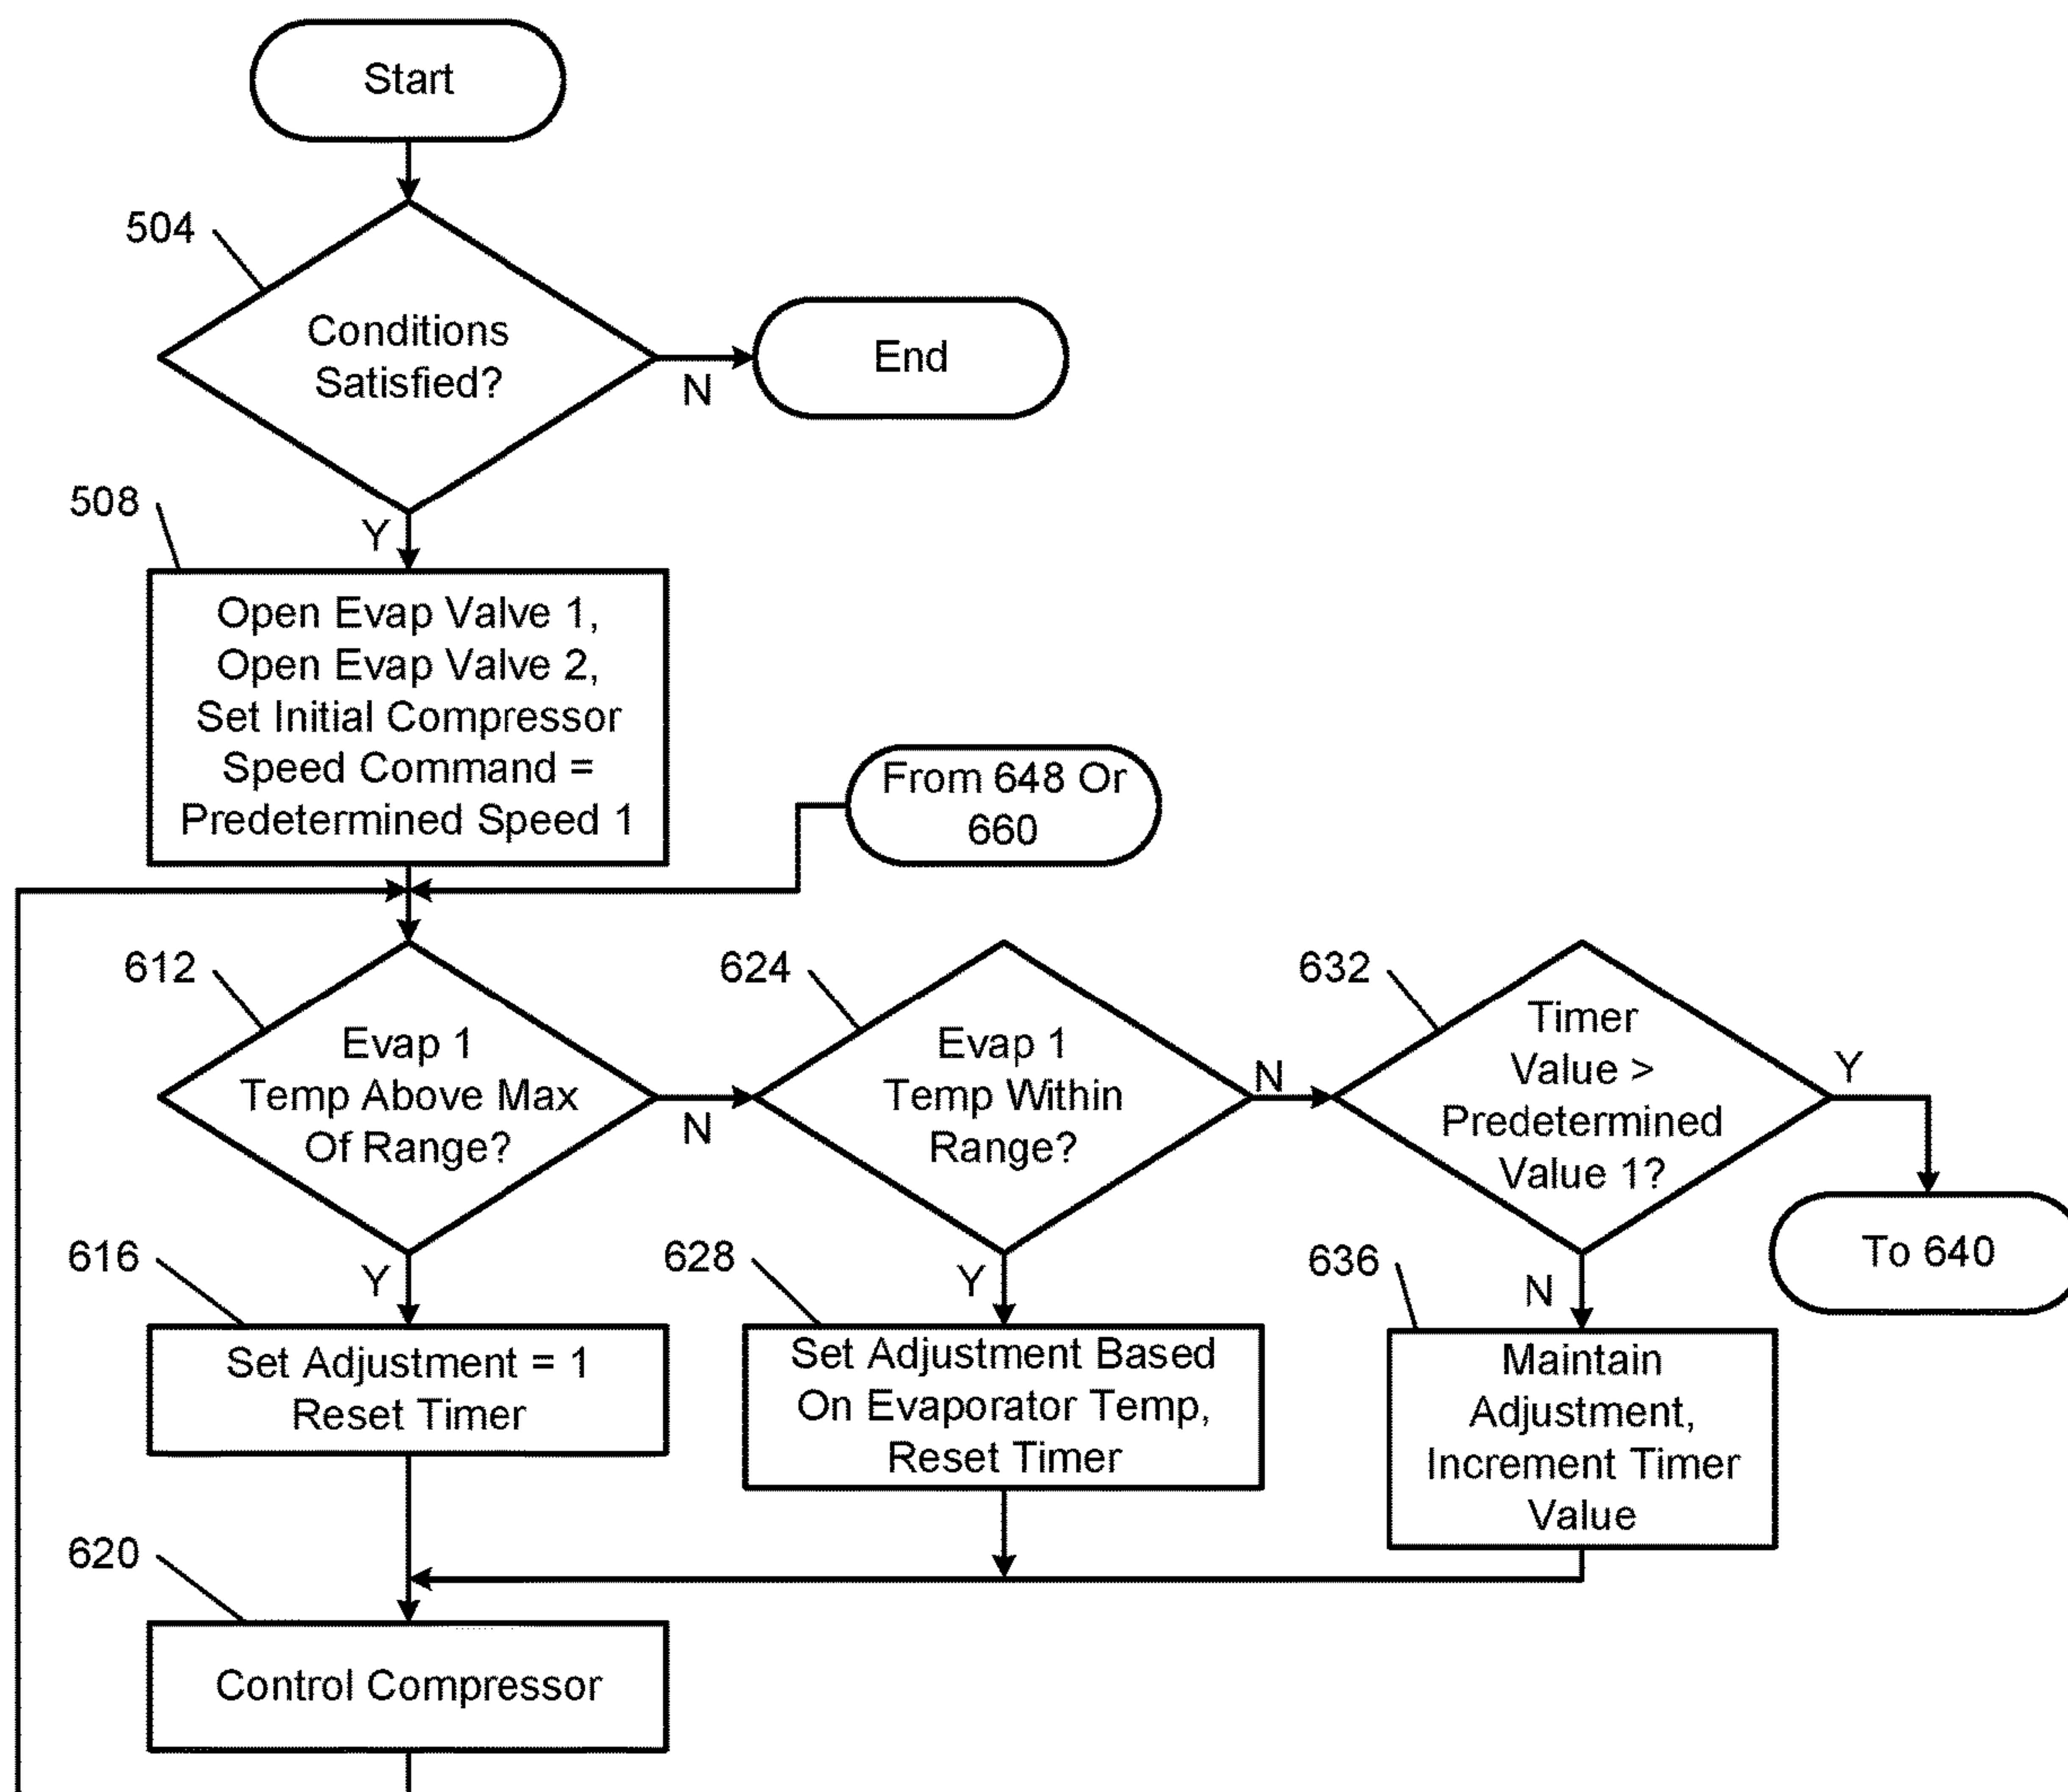 Start
504
Conditions
Satisfied?
N
End
Y
508
Open Evap Valve 1,
Open Evap Valve 2,
Set Initial Compressor
Speed Command =
Predetermined Speed 1
From 648 Or
660
612
Evap 1
Temp Above Max
Of Range?
N
Y
624
Evap 1
Temp Within
Range?
N
Y
632
Timer
Value >
Predetermined
Value 1?
Y
N
To 640
616
Set Adjustment = 1
Reset Timer
628
Set Adjustment Based
On Evaporator Temp,
Reset Timer
636
Maintain
Adjustment,
Increment Timer
Value
620
Control Compressor